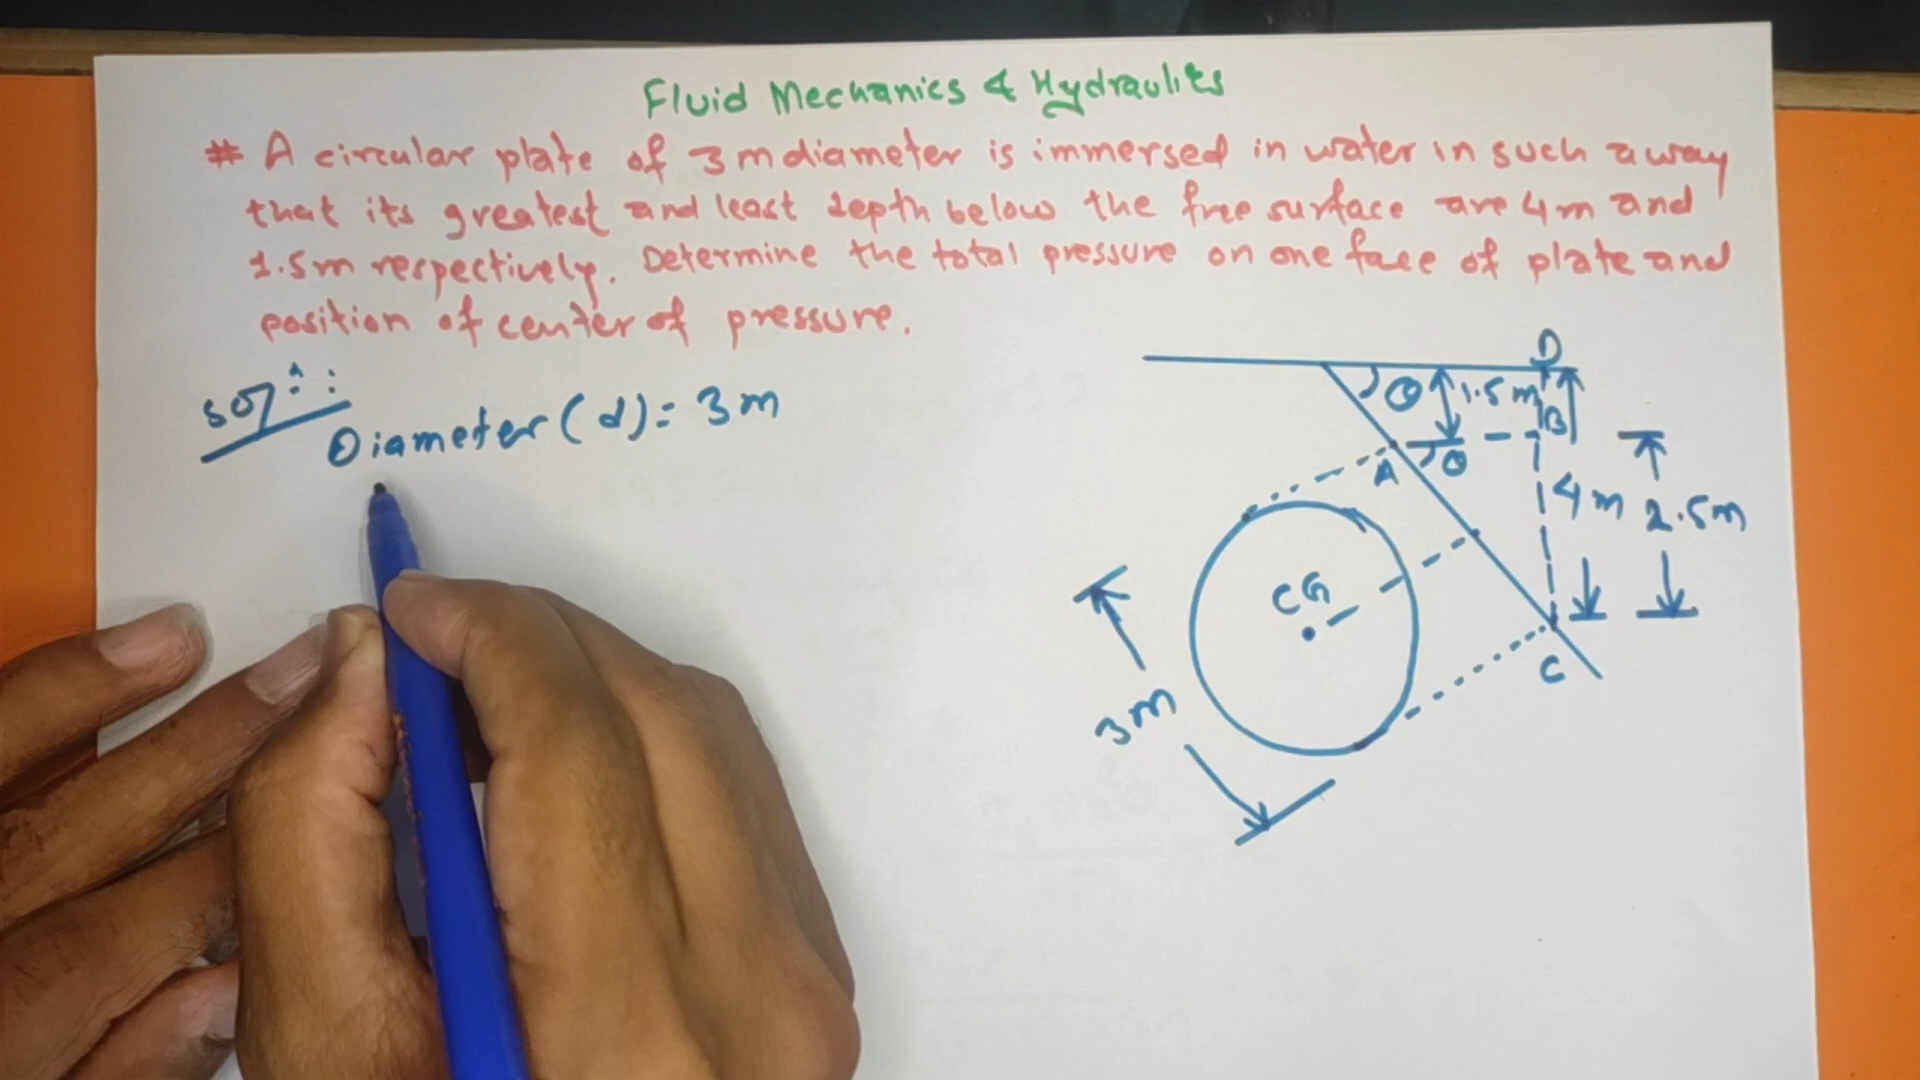 Fluid Mechanics & Hydraulics
# A circular plate of 3 m diameter is immersed in water in such a way
that its greatest and least depth below the free surface are 4m and
1.5m respectively. Determine the total pressure on one face of plate and
position of center of pressure.
solⁿ:
Diameter (d) = 3m
D
θ 1.5m
B
A θ
4m 2.5m
CG
C
3m